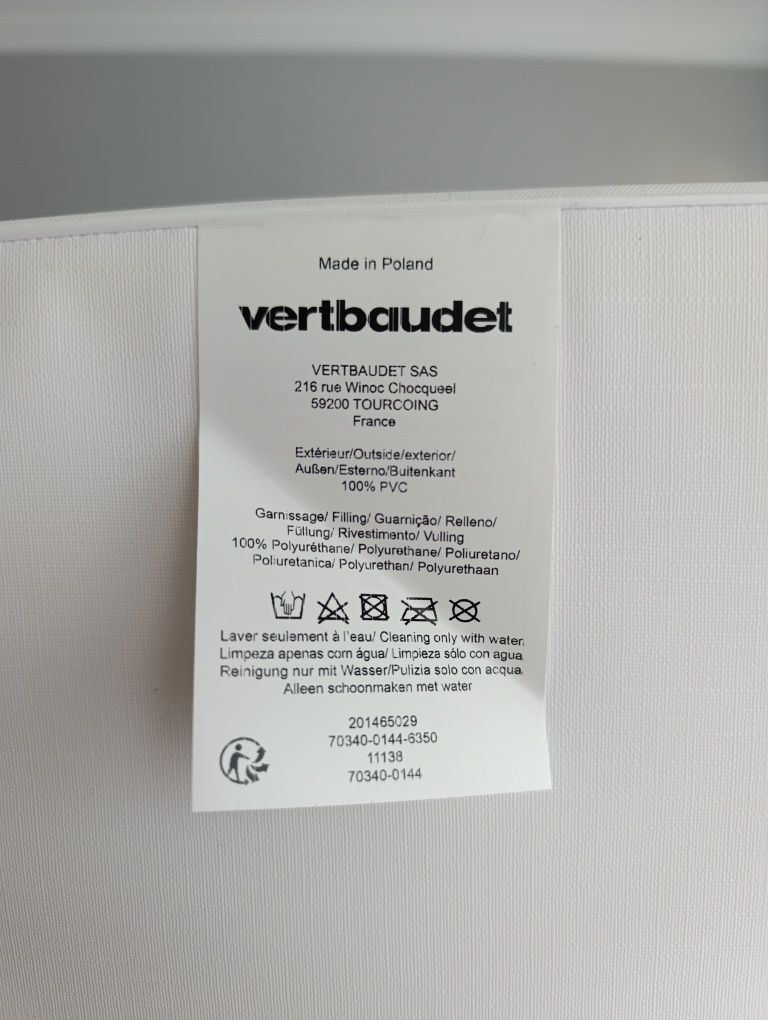 Made in Poland
vertbaudet
VERTBAUDET SAS
216 rue Winoc Chocqueel
59200 TOURCOING
France
Extérieur/Outside/exterior/
Außen/Esterno/Buitenkant
100% PVC
Garnissage/ Filling/ Guarnição/ Relleno/
Füllung/ Rivestimento/ Vulling
100% Polyuréthane/ Polyurethane/ Poliuretano/
Poliuretanica/ Polyurethan/ Polyurethaan
Laver seulement à l'eau/ Cleaning only with water.
Limpeza apenas com água/ Limpieza sólo con agua.
Reinigung nur mit Wasser/Pulizia solo con acqua.
Alleen schoonmaken met water
201465029
70340-0144-6350
11138
70340-0144